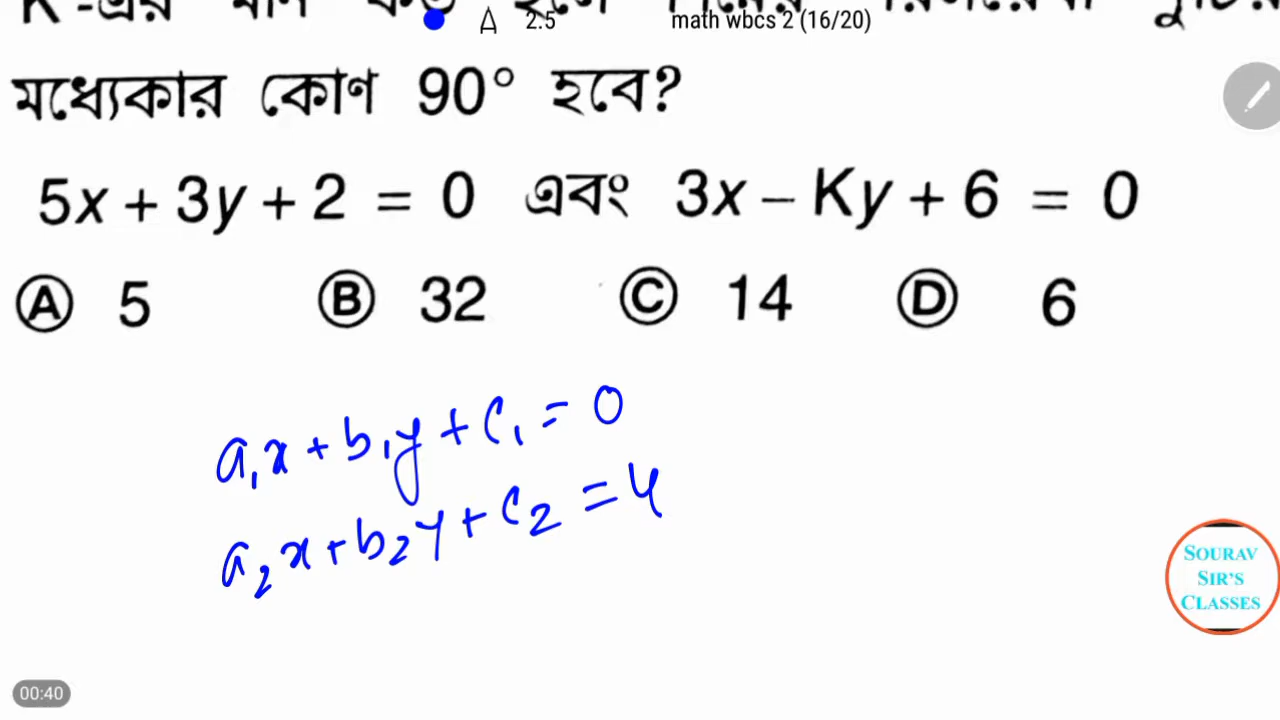 2.5 math wbcs 2 (16/20)
মধ্যেকার কোণ 90° হবে?
5x + 3y + 2 = 0 এবং 3x – Ky + 6 = 0
Ⓐ 5 Ⓑ 32 Ⓒ 14 Ⓓ 6
a₁x + b₁y + c₁ = 0
a₂x + b₂y + c₂ = 4
SOURAV
SIR'S
CLASSES
00:40